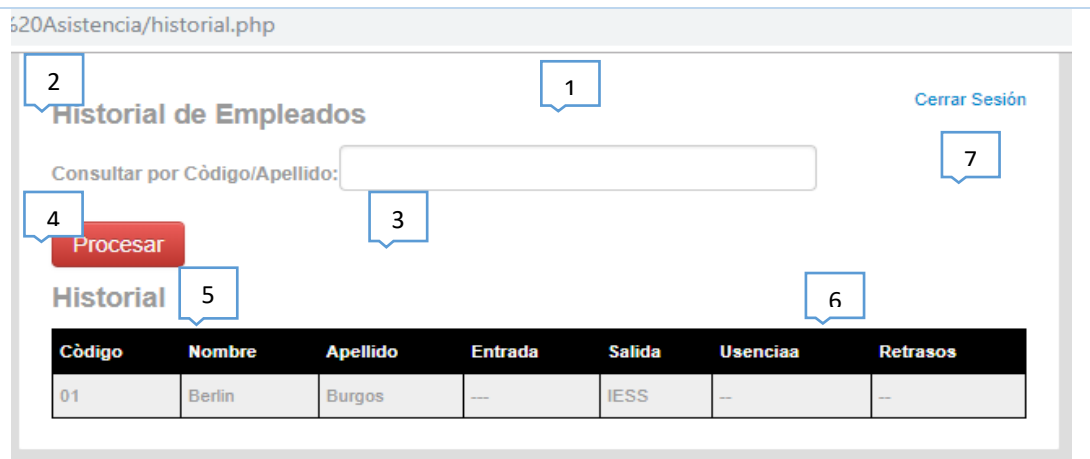 %20Asistencia/historial.php
2
1
Historial de Empleados
Cerrar Sesión
7
Consultar por Còdigo/Apellido:
4
3
Procesar
Historial
5
6
Còdigo Nombre Apellido Entrada Salida Usenciaa Retrasos
01 Berlin Burgos --- IESS -- --